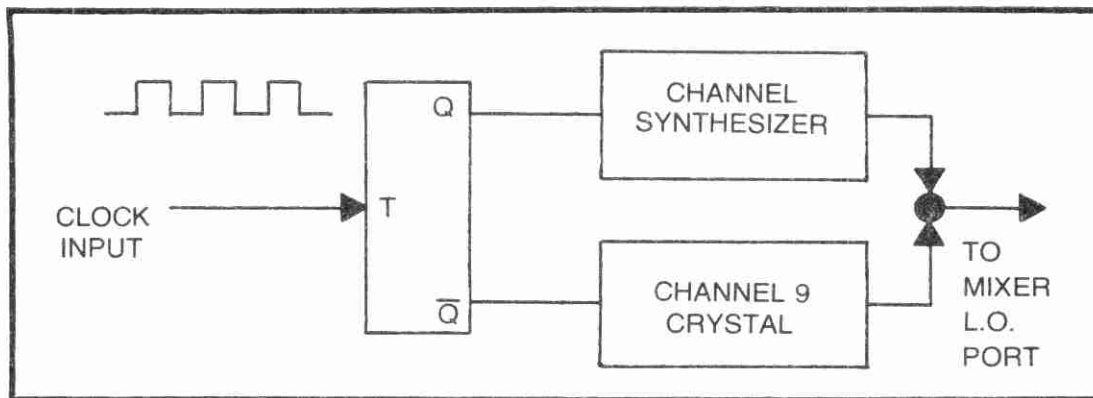 Q
CHANNEL
SYNTHESIZER
CLOCK
INPUT
T
Q̅
CHANNEL 9
CRYSTAL
TO
MIXER
L.O.
PORT